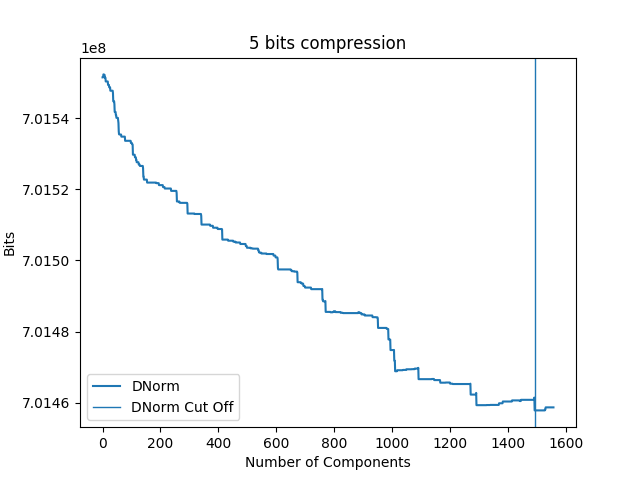 5 bits compression
1e8
7.0154
7.0152
7.0150
7.0148
7.0146
Bits
DNorm
DNorm Cut Off
0 200 400 600 800 1000 1200 1400 1600
Number of Components